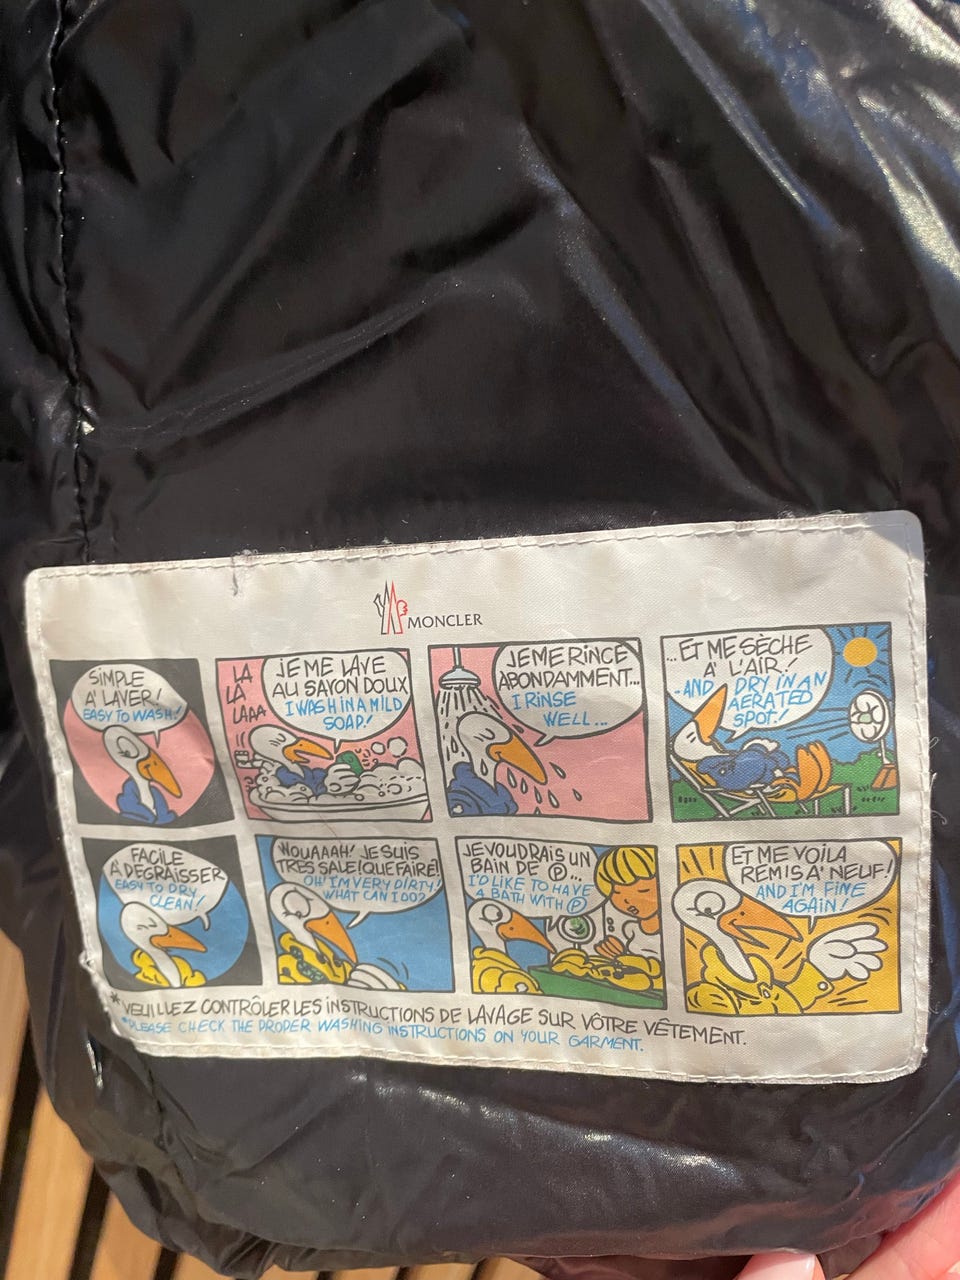 MONCLER
SIMPLE
A' LAVER!
EASY TO WASH!
LA
LA
LAAA
JE ME LAVE
AU SAVON DOUX
I WASH IN A MILD
SOAP!
JE ME RINCE
ABONDAMMENT...
I RINSE
WELL...
...ET ME SÈCHE
A' L'AIR!
-AND DRY IN AN
AERATED
SPOT!
FACILE
A' DEGRAISSER
EASY TO DRY
CLEAN!
WOUAAAH! JE SUIS
TRES SALE! QUE FAIRE?
OH! I'M VERY DIRTY!
WHAT CAN I DO?
JE VOUDRAIS UN
BAIN DE Ⓟ...
I'D LIKE TO HAVE
A BATH WITH Ⓟ
ET ME VOILA
REMIS A' NEUF!
AND I'M FINE
AGAIN!
*VEUILLEZ CONTRÔLER LES INSTRUCTIONS DE LAVAGE SUR VÔTRE VÊTEMENT.
*PLEASE CHECK THE PROPER WASHING INSTRUCTIONS ON YOUR GARMENT.